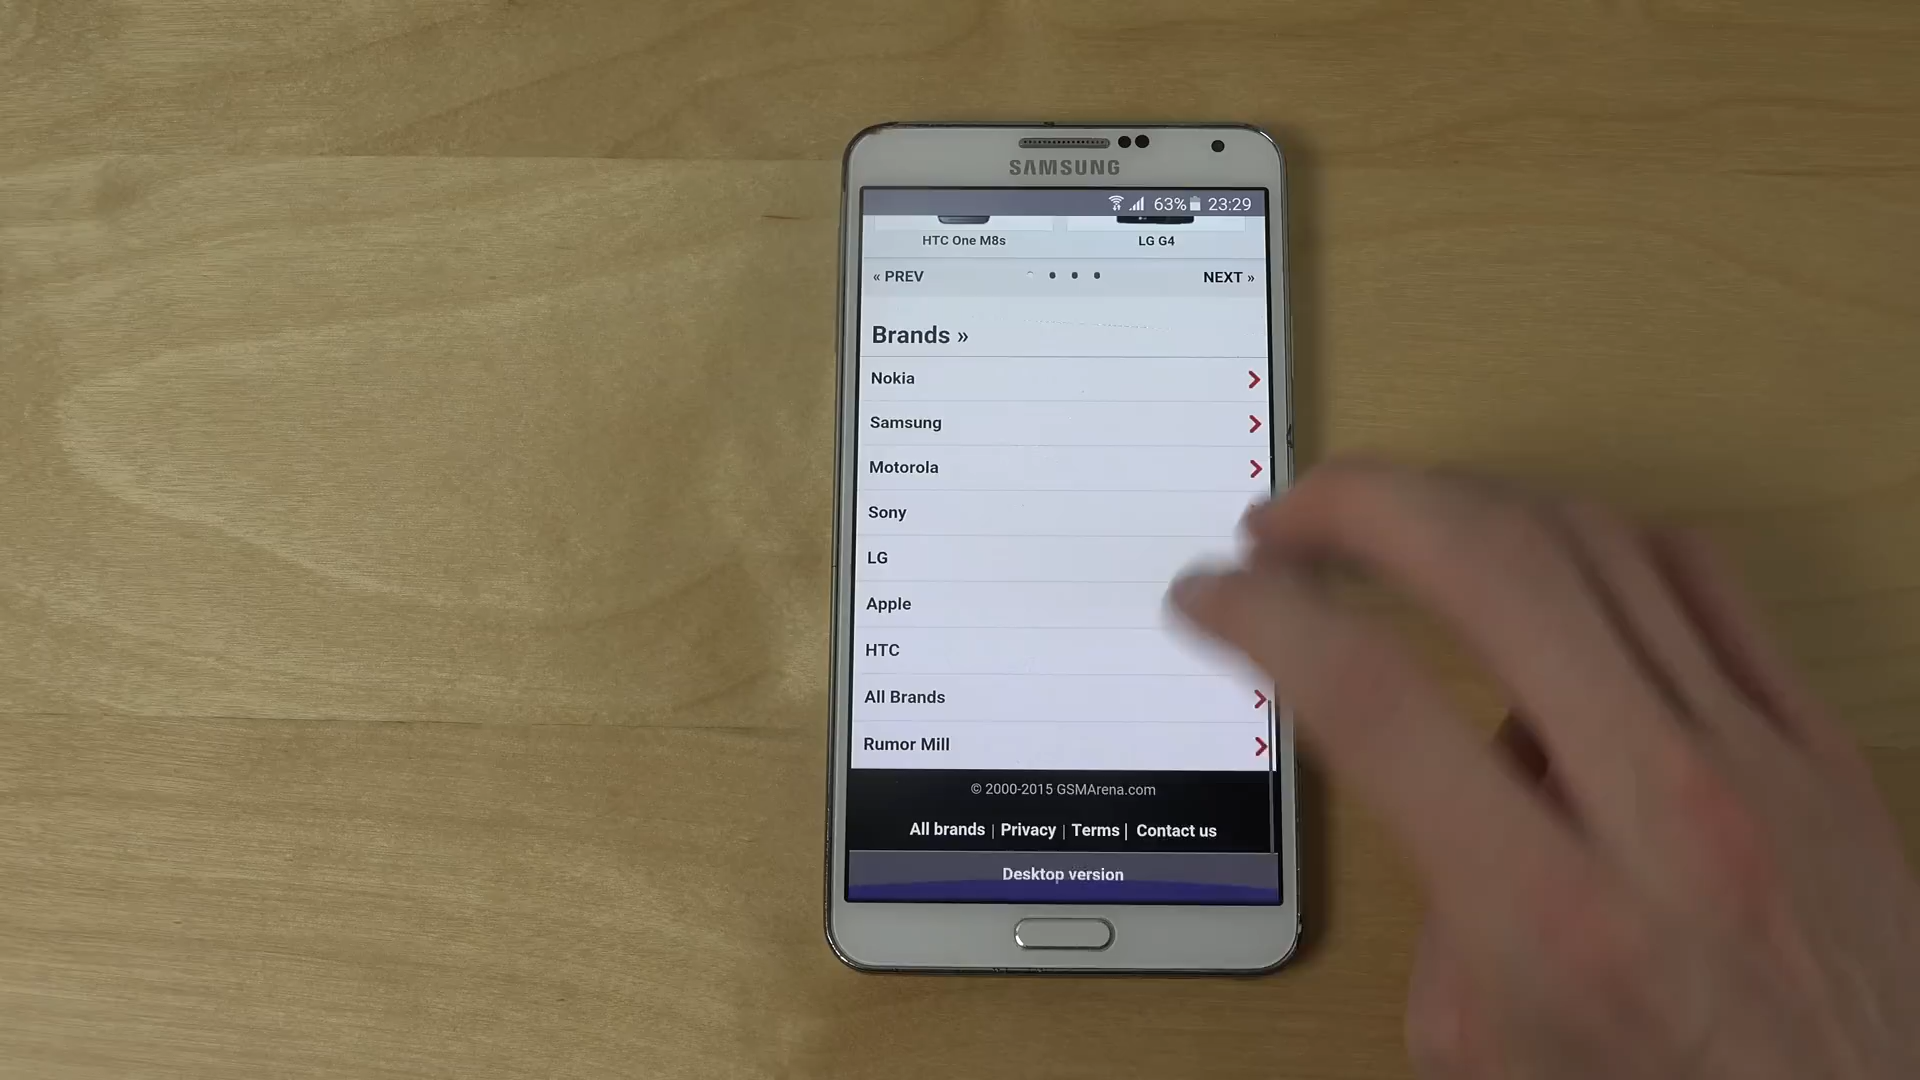 SAMSUNG
63% 23:29
HTC One M8s LG G4
« PREV NEXT »
Brands »
Nokia
Samsung
Motorola
Sony
LG
Apple
HTC
All Brands
Rumor Mill
© 2000-2015 GSMArena.com
All brands | Privacy | Terms | Contact us
Desktop version